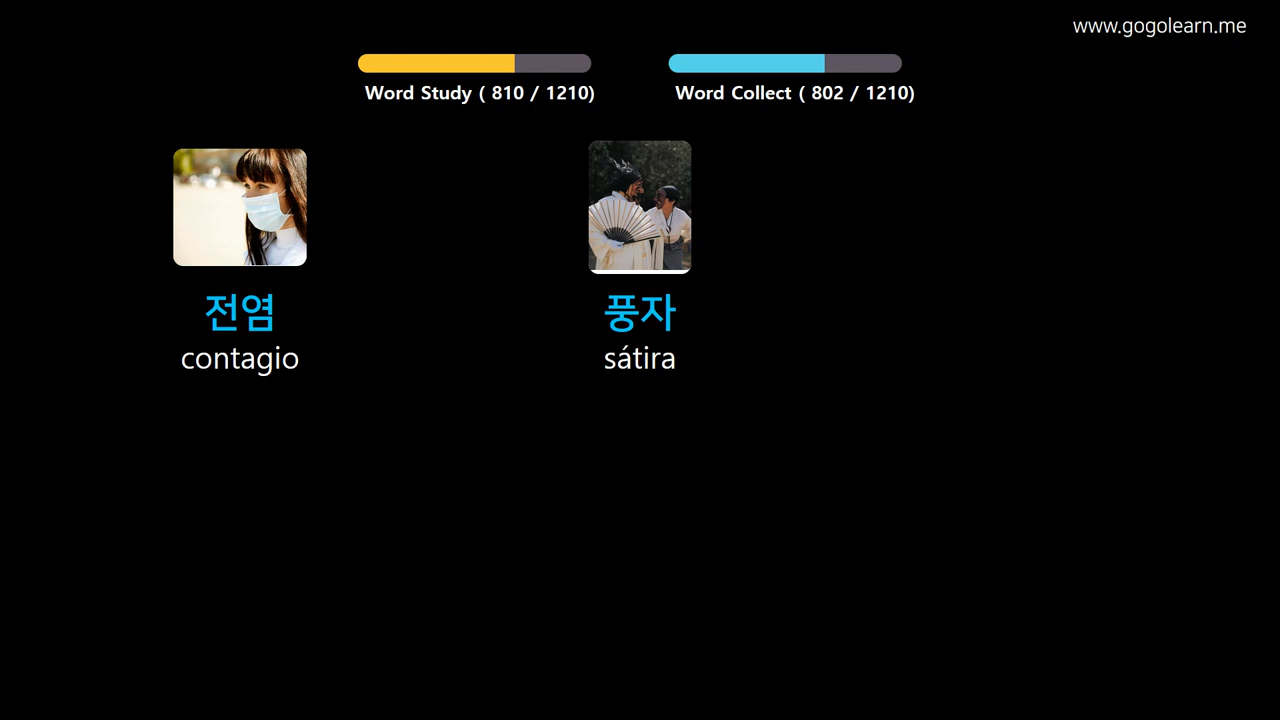 www.gogolearn.me
Word Study ( 810 / 1210)
Word Collect ( 802 / 1210)
전염
contagio
풍자
sátira